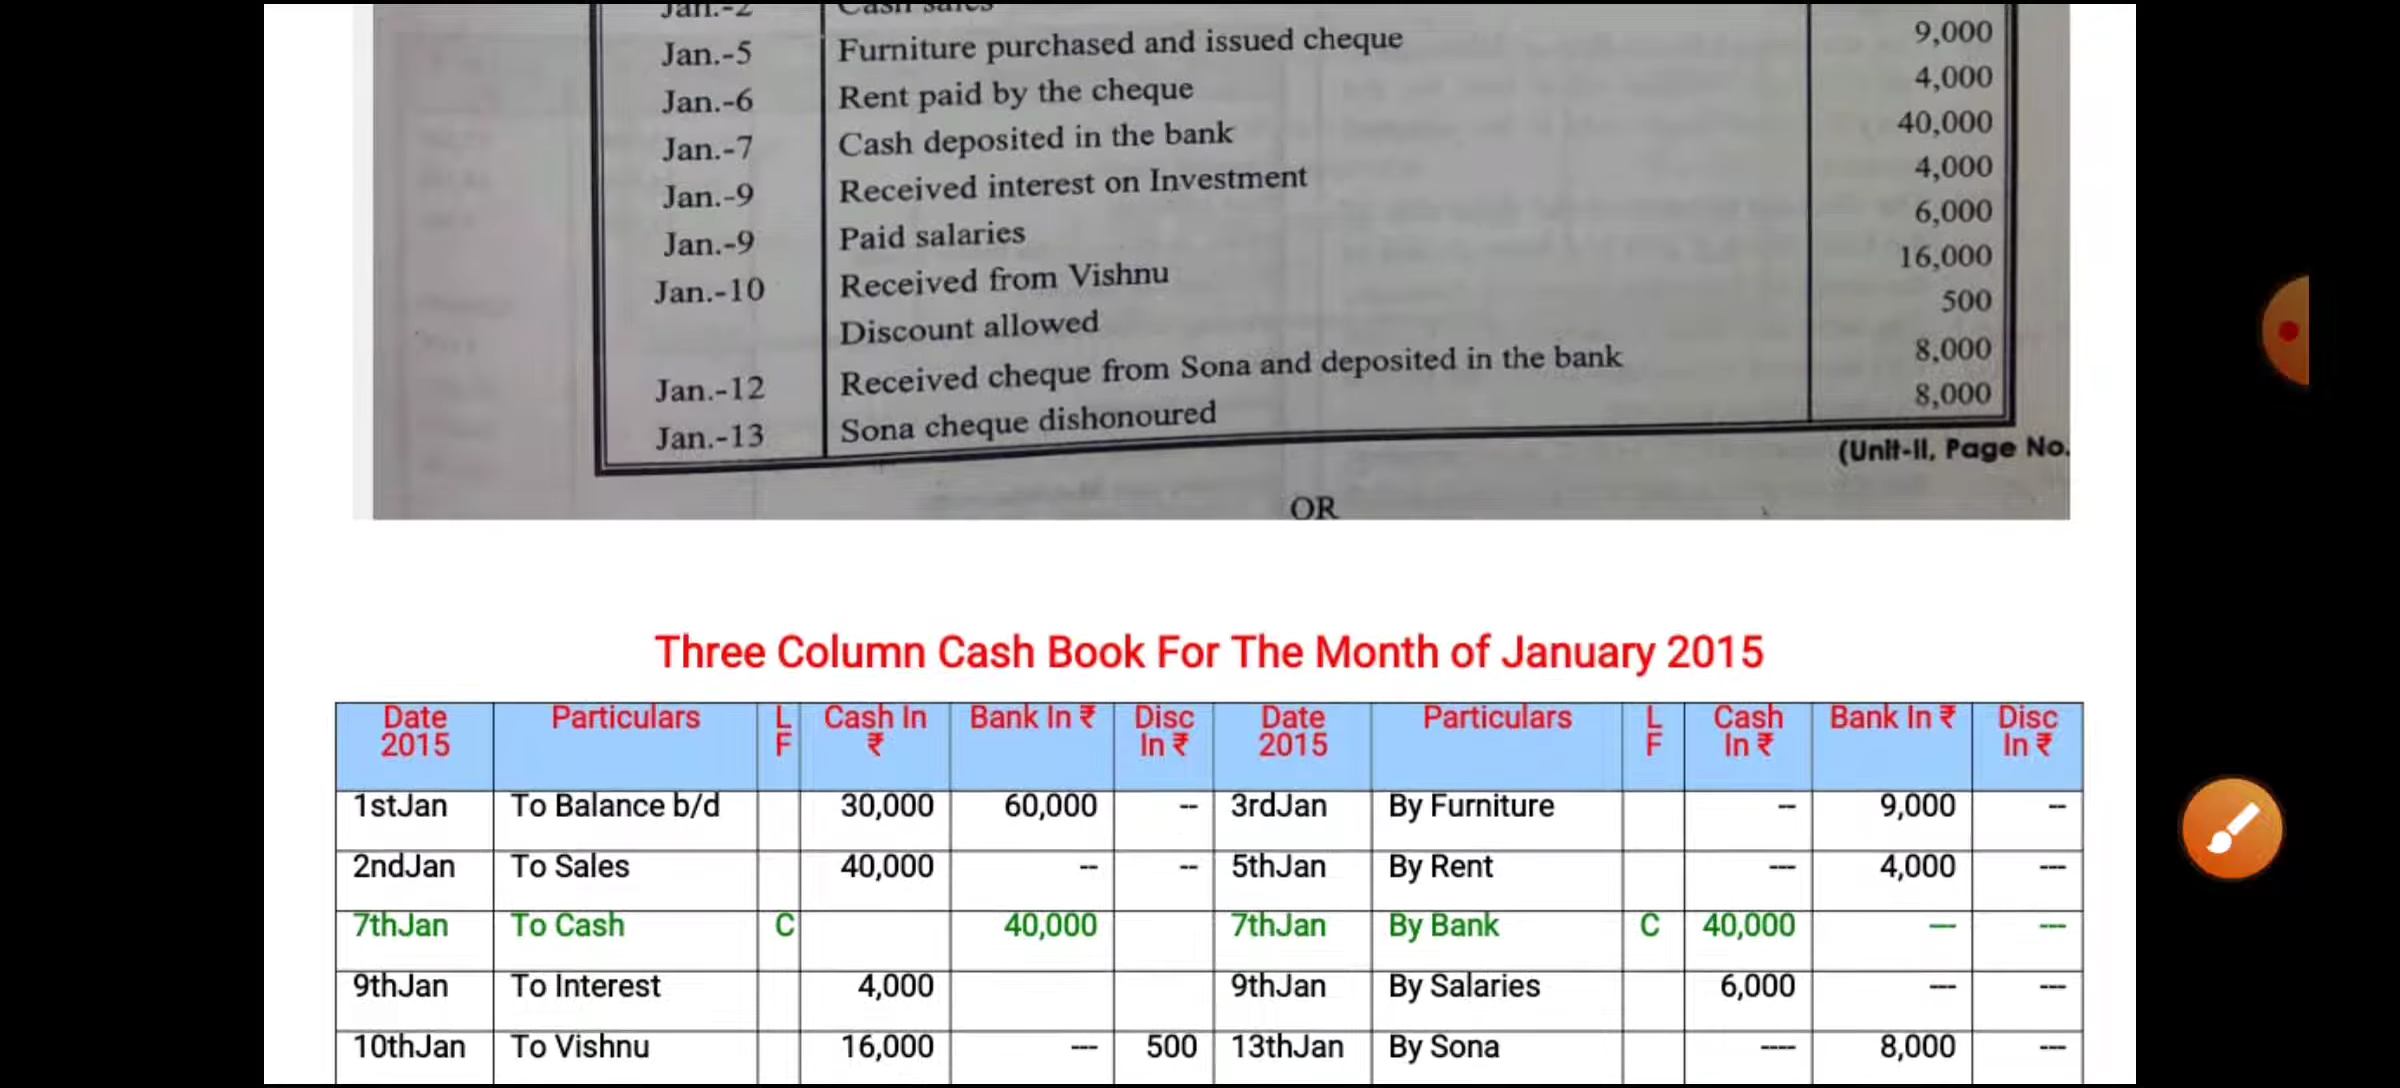 Jan.-2 Cash sales
Jan.-5 Furniture purchased and issued cheque 9,000
Jan.-6 Rent paid by the cheque 4,000
Jan.-7 Cash deposited in the bank 40,000
Jan.-9 Received interest on Investment 4,000
Jan.-9 Paid salaries 6,000
Jan.-10 Received from Vishnu 16,000
Discount allowed 500
Jan.-12 Received cheque from Sona and deposited in the bank 8,000
Jan.-13 Sona cheque dishonoured 8,000
(Unit-II, Page No.
OR
Three Column Cash Book For The Month of January 2015
Date 2015 Particulars L F Cash In ₹ Bank In ₹ Disc In ₹ Date 2015 Particulars L F Cash In ₹ Bank In ₹ Disc In ₹
1stJan To Balance b/d 30,000 60,000 -- 3rdJan By Furniture -- 9,000 --
2ndJan To Sales 40,000 -- -- 5thJan By Rent --- 4,000 ---
7thJan To Cash C 40,000 7thJan By Bank C 40,000 — ---
9thJan To Interest 4,000 9thJan By Salaries 6,000 --- ---
10thJan To Vishnu 16,000 --- 500 13thJan By Sona ---- 8,000 ---